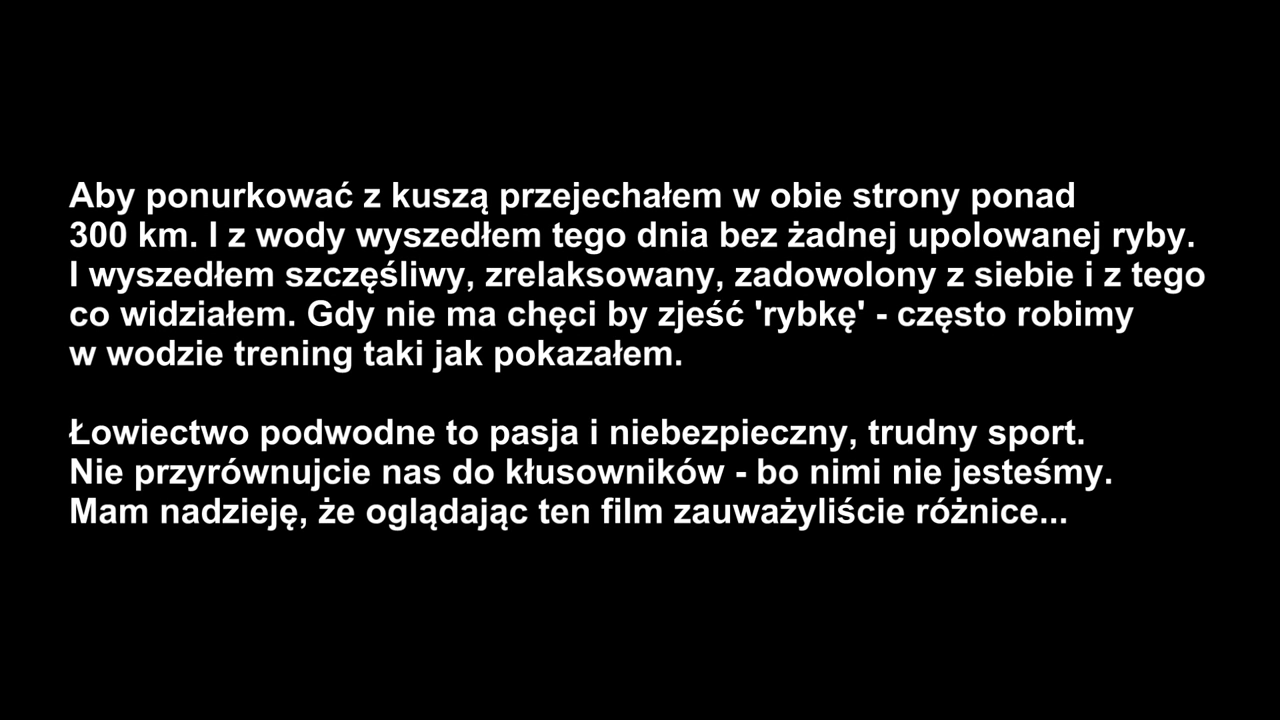 Aby ponurkować z kuszą przejechałem w obie strony ponad
300 km. I z wody wyszedłem tego dnia bez żadnej upolowanej ryby.
I wyszedłem szczęśliwy, zrelaksowany, zadowolony z siebie i z tego
co widziałem. Gdy nie ma chęci by zjeść 'rybkę' - często robimy
w wodzie trening taki jak pokazałem.

Łowiectwo podwodne to pasja i niebezpieczny, trudny sport.
Nie przyrównujcie nas do kłusowników - bo nimi nie jesteśmy.
Mam nadzieję, że oglądając ten film zauważyliście różnice...